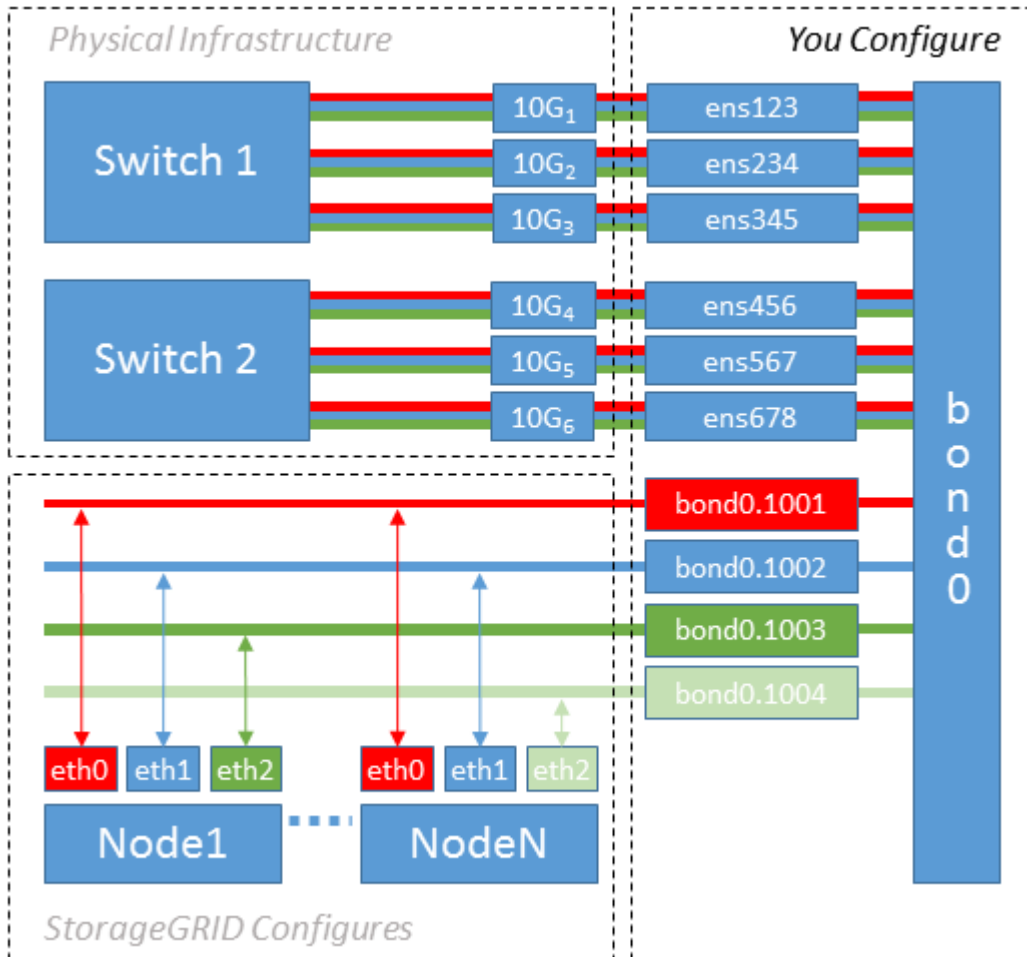 Physical Infrastructure
You Configure
Switch 1
10G₁
ens123
10G₂
ens234
10G₃
ens345
Switch 2
10G₄
ens456
10G₅
ens567
10G₆
ens678
bond0
bond0.1001
bond0.1002
bond0.1003
bond0.1004
eth0
eth1
eth2
eth0
eth1
eth2
Node1
NodeN
StorageGRID Configures